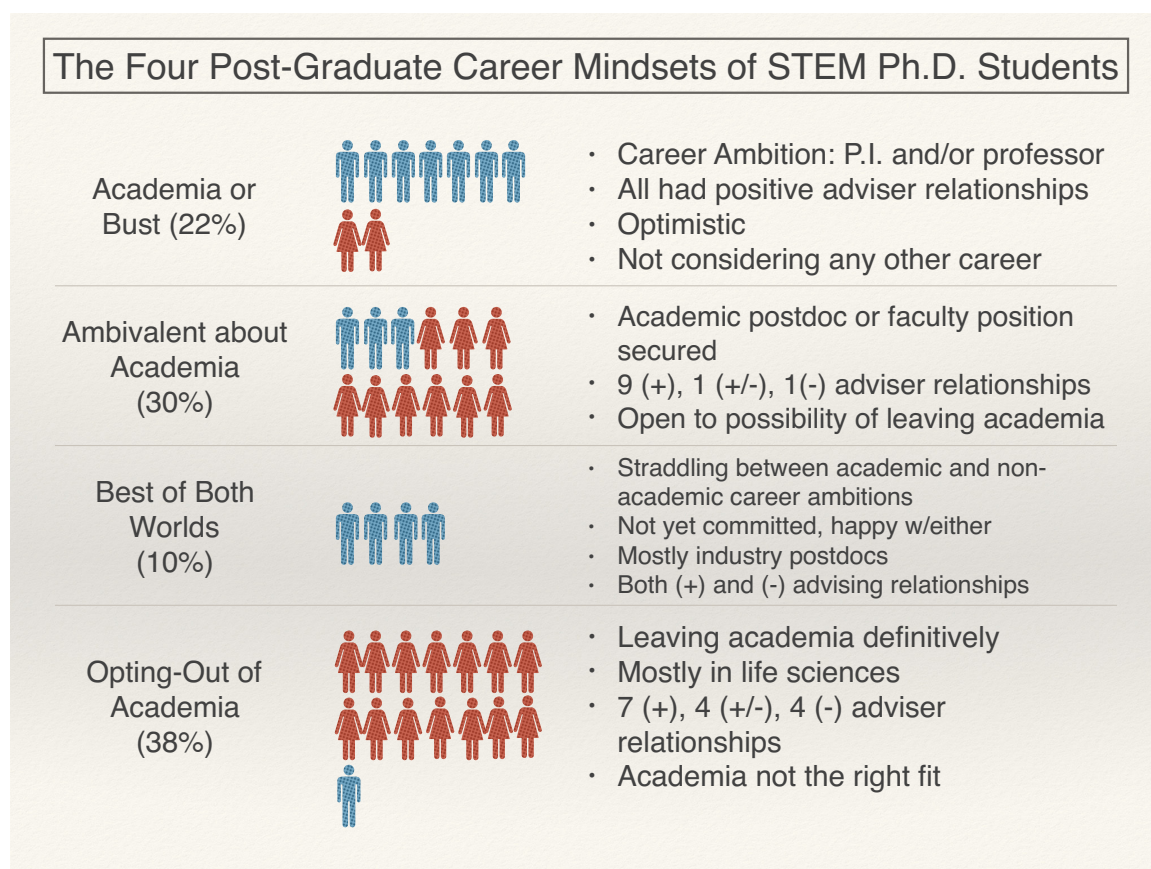 The Four Post-Graduate Career Mindsets of STEM Ph.D. Students
Academia or
Bust (22%)
· Career Ambition: P.I. and/or professor
· All had positive adviser relationships
· Optimistic
· Not considering any other career
Ambivalent about
Academia
(30%)
· Academic postdoc or faculty position
secured
· 9 (+), 1 (+/-), 1(-) adviser relationships
· Open to possibility of leaving academia
Best of Both
Worlds
(10%)
· Straddling between academic and non-
academic career ambitions
· Not yet committed, happy w/either
· Mostly industry postdocs
· Both (+) and (-) advising relationships
Opting-Out of
Academia
(38%)
· Leaving academia definitively
· Mostly in life sciences
· 7 (+), 4 (+/-), 4 (-) adviser
relationships
· Academia not the right fit